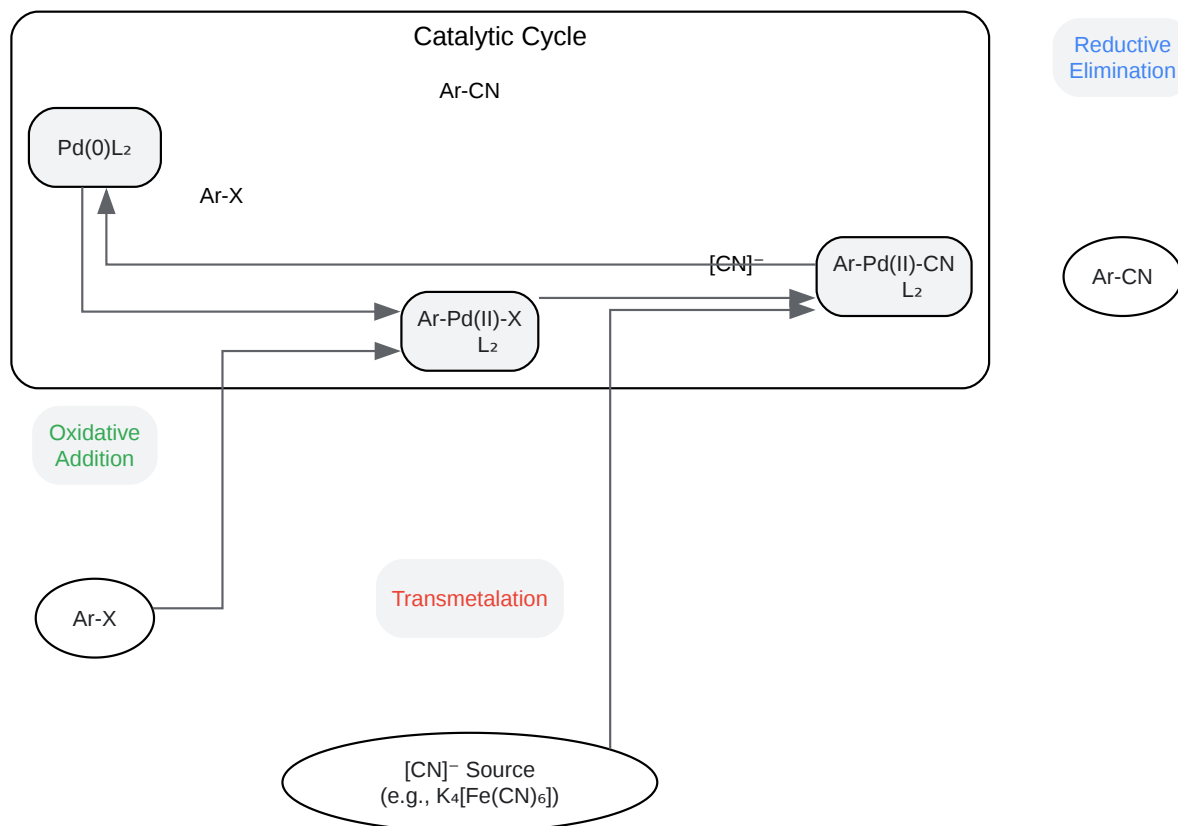 Catalytic Cycle
Reductive
Elimination
Ar-CN
Pd(0)L₂
Ar-X
[CN]⁻
Ar-Pd(II)-CN
L₂
Ar-CN
Ar-Pd(II)-X
L₂
Oxidative
Addition
Transmetalation
Ar-X
[CN]⁻ Source
(e.g., K₄[Fe(CN)₆])